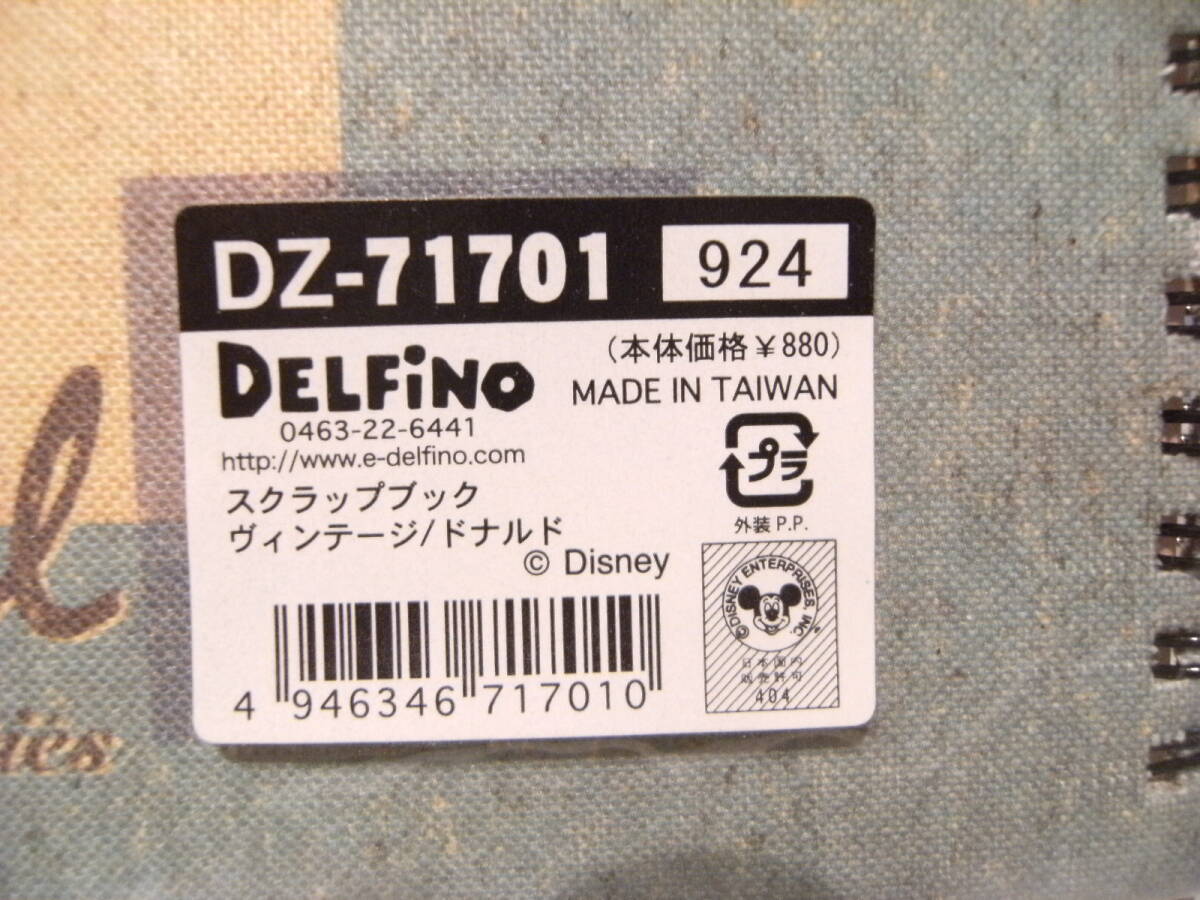 DZ-71701 924
DELFiNO
(本体価格¥880)
MADE IN TAIWAN
0463-22-6441
http://www.e-delfino.com
スクラップブック
ヴィンテージ/ドナルド
© Disney
プラ
外装 P.P.
©DISNEY ENTERPRISES, INC.
日本国内
販売許可
404
4 946346 717010
ics